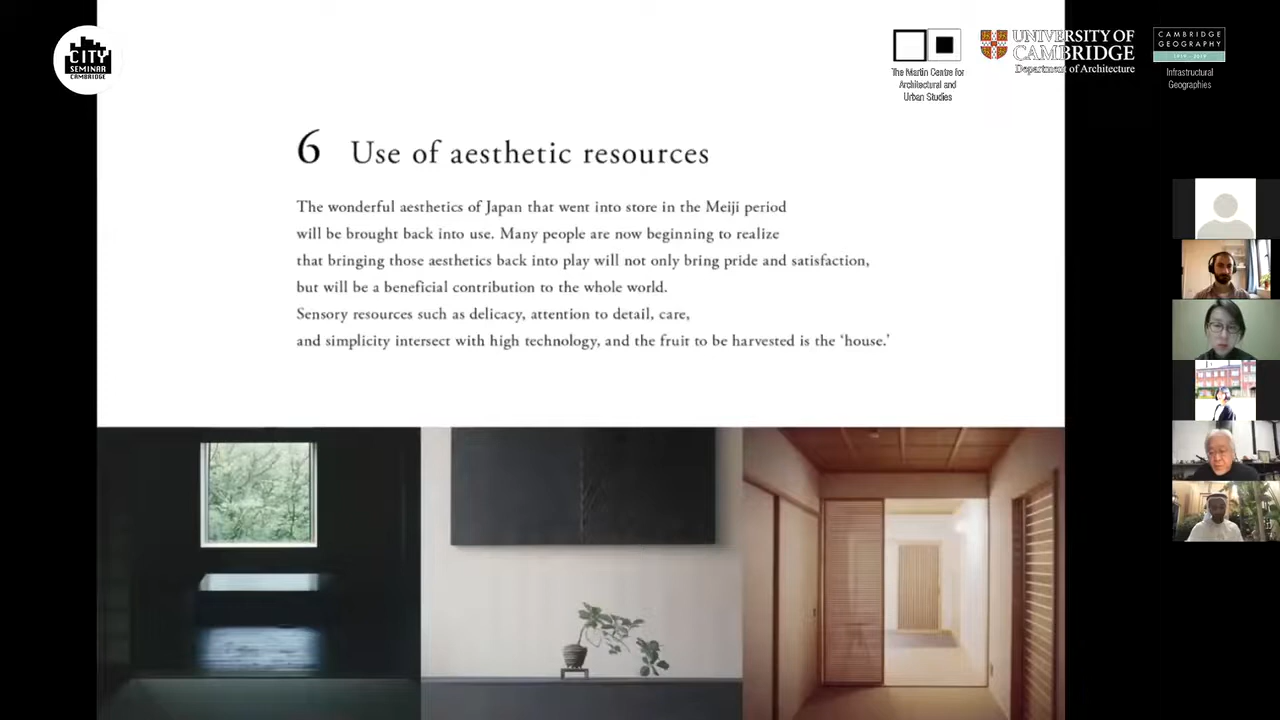 CITY
SEMINAR
CAMBRIDGE
The Martin Centre for
Architectural and
Urban Studies
UNIVERSITY OF
CAMBRIDGE
Department of Architecture
CAMBRIDGE
GEOGRAPHY
1919 - 2019
Infrastructural
Geographies
6 Use of aesthetic resources
The wonderful aesthetics of Japan that went into store in the Meiji period
will be brought back into use. Many people are now beginning to realize
that bringing those aesthetics back into play will not only bring pride and satisfaction,
but will be a beneficial contribution to the whole world.
Sensory resources such as delicacy, attention to detail, care,
and simplicity intersect with high technology, and the fruit to be harvested is the ‘house.’